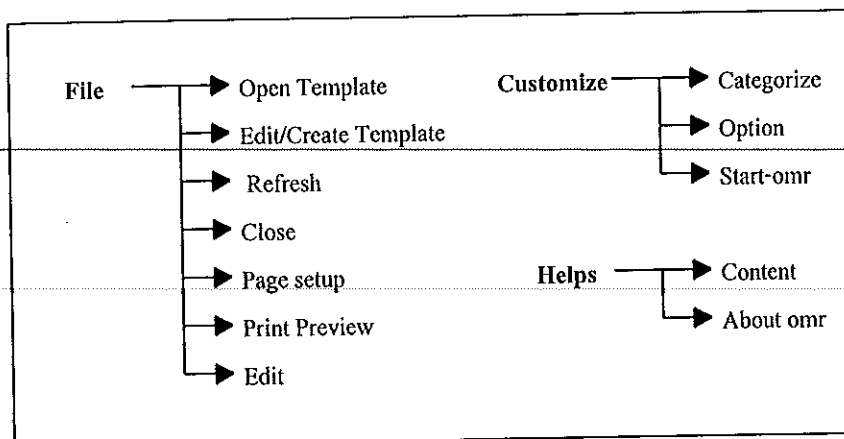 File
Open Template
Edit/Create Template
Refresh
Close
Page setup
Print Preview
Edit
Customize
Categorize
Option
Start-omr
Helps
Content
About omr